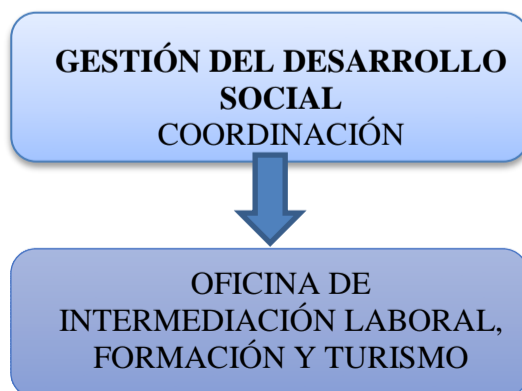 GESTIÓN DEL DESARROLLO
SOCIAL
COORDINACIÓN
OFICINA DE
INTERMEDIACIÓN LABORAL,
FORMACIÓN Y TURISMO